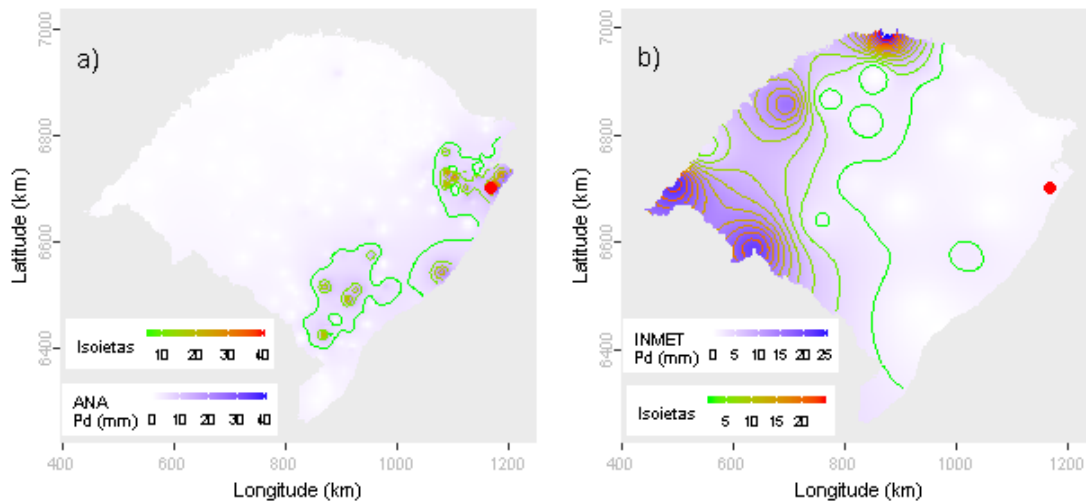 a)
7000
6800
6600
6400
Latitude (km)
Isoietas
10 20 30 40
ANA
Pd (mm)
0 10 20 30 40
400 600 800 1000 1200
Longitude (km)
b)
7000
6800
6600
6400
Latitude (km)
INMET
Pd (mm)
0 5 10 15 20 25
Isoietas
5 10 15 20
400 600 800 1000 1200
Longitude (km)